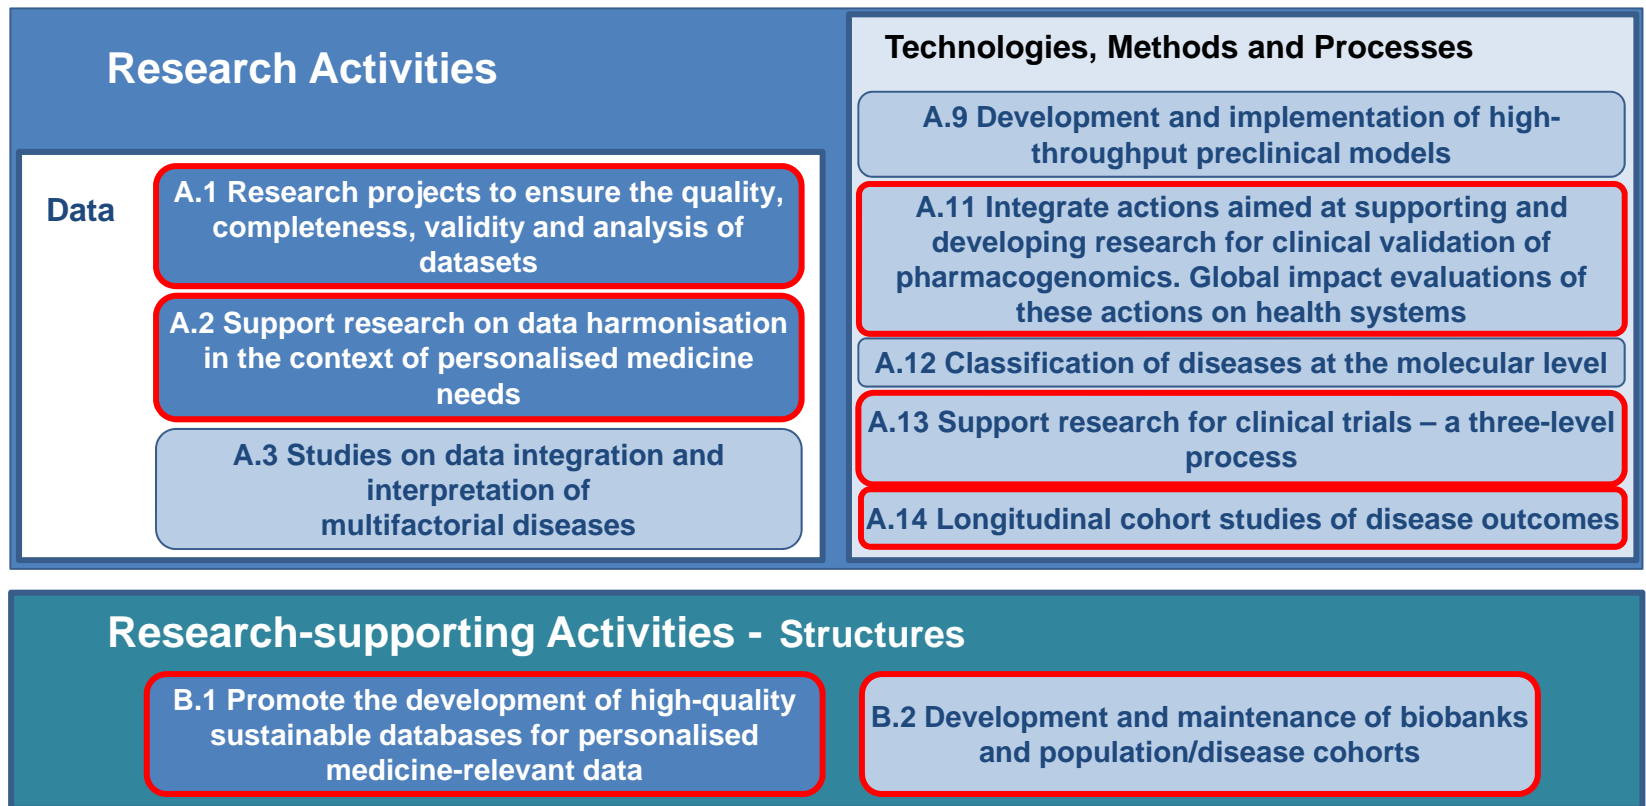 Research Activities
Data
A.1 Research projects to ensure the quality,
completeness, validity and analysis of
datasets
A.2 Support research on data harmonisation
in the context of personalised medicine
needs
A.3 Studies on data integration and
interpretation of
multifactorial diseases
Technologies, Methods and Processes
A.9 Development and implementation of high-
throughput preclinical models
A.11 Integrate actions aimed at supporting and
developing research for clinical validation of
pharmacogenomics. Global impact evaluations of
these actions on health systems
A.12 Classification of diseases at the molecular level
A.13 Support research for clinical trials – a three-level
process
A.14 Longitudinal cohort studies of disease outcomes
Research-supporting Activities - Structures
B.1 Promote the development of high-quality
sustainable databases for personalised
medicine-relevant data
B.2 Development and maintenance of biobanks
and population/disease cohorts